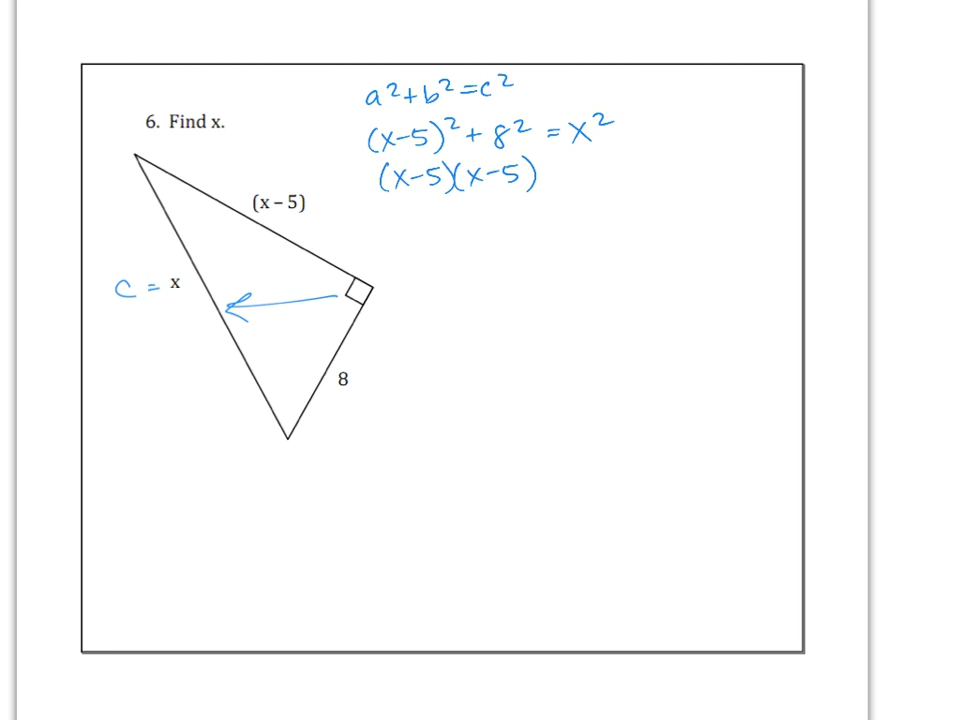 a²+b²=c²
6. Find x.
(x-5)²+8²=x²
(x-5)(x-5)
(x – 5)
c = x
8